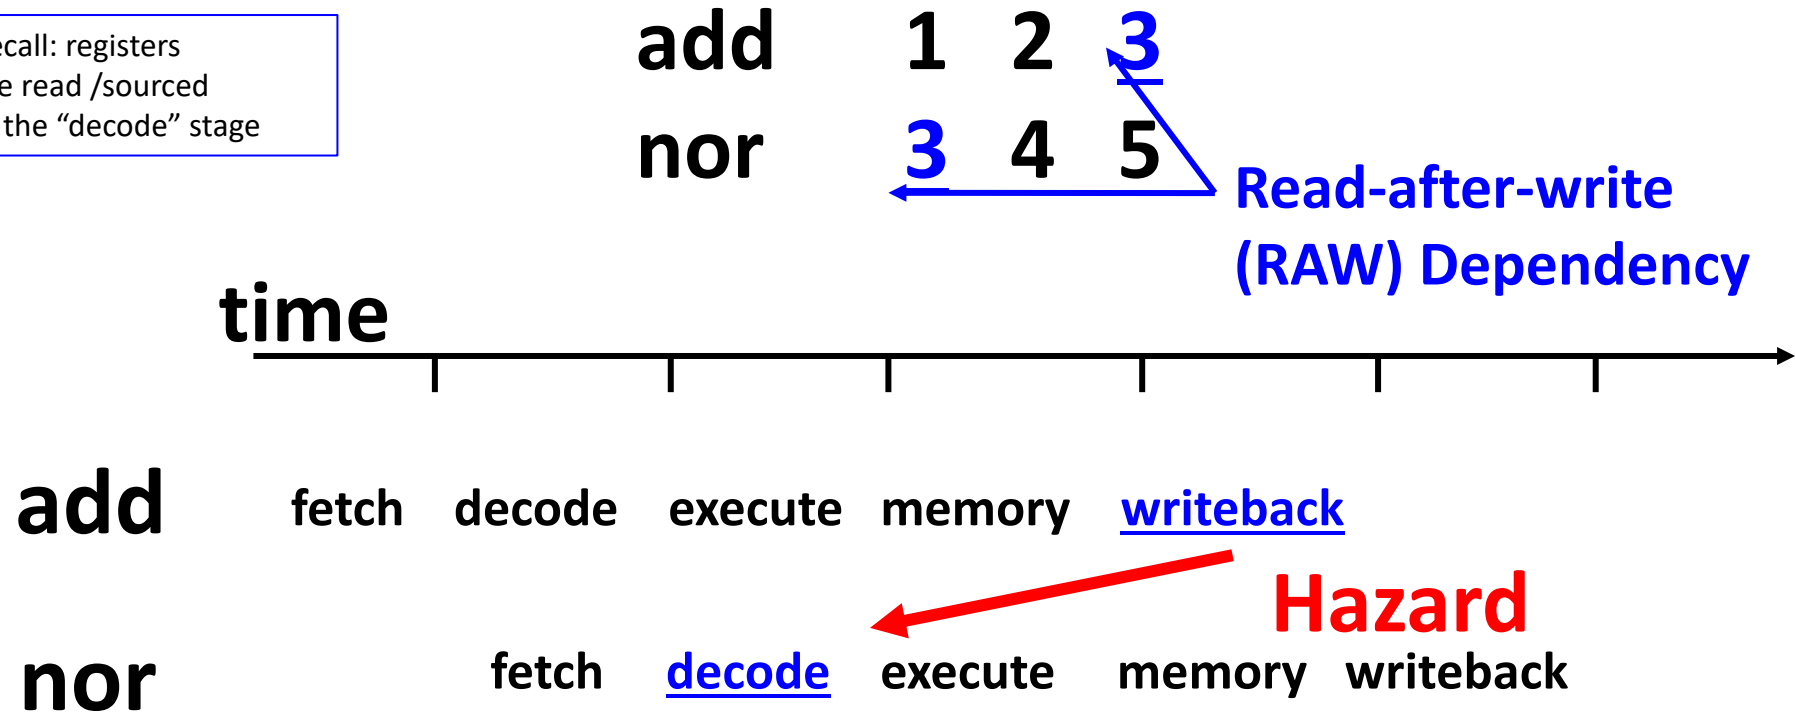 ecall: registers
e read /sourced
the “decode” stage
add 1 2 3
nor 3 4 5
Read-after-write
(RAW) Dependency
time
add fetch decode execute memory writeback
Hazard
nor fetch decode execute memory writeback